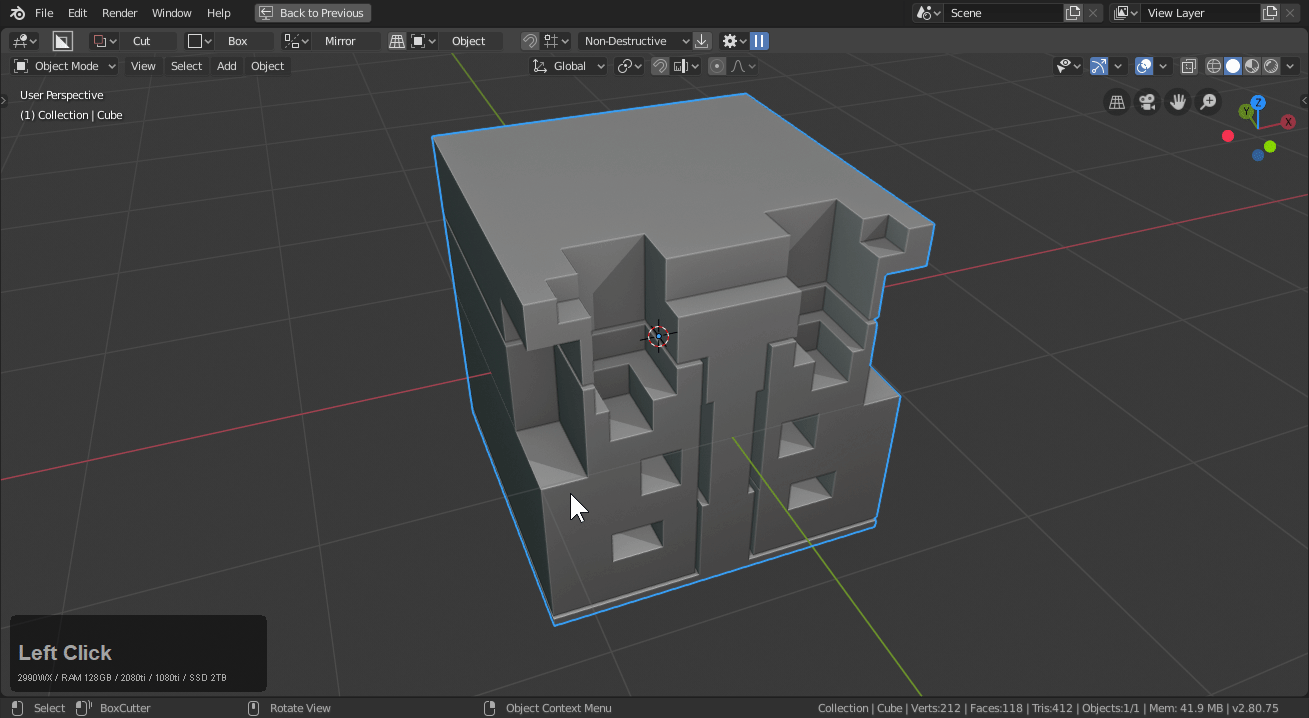 File Edit Render Window Help Back to Previous Scene View Layer
Cut Box Mirror Object Non-Destructive
Object Mode View Select Add Object Global
User Perspective
(1) Collection | Cube
Z
Y
X
Left Click
2990WX / RAM 128GB / 2080ti / 1080ti / SSD 2TB
Select BoxCutter Rotate View Object Context Menu Collection | Cube | Verts:212 | Faces:118 | Tris:412 | Objects:1/1 | Mem: 41.9 MB | v2.80.75